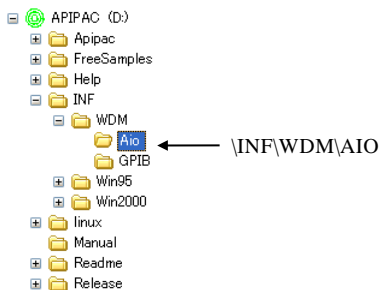 APIPAC (D:)
Apipac
FreeSamples
Help
INF
WDM
Aio
\INF\WDM\AIO
GPIB
Win95
Win2000
linux
Manual
Readme
Release